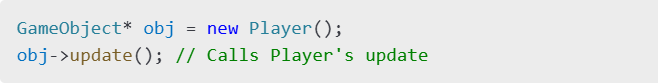 GameObject* obj = new Player();
obj->update(); // Calls Player's update